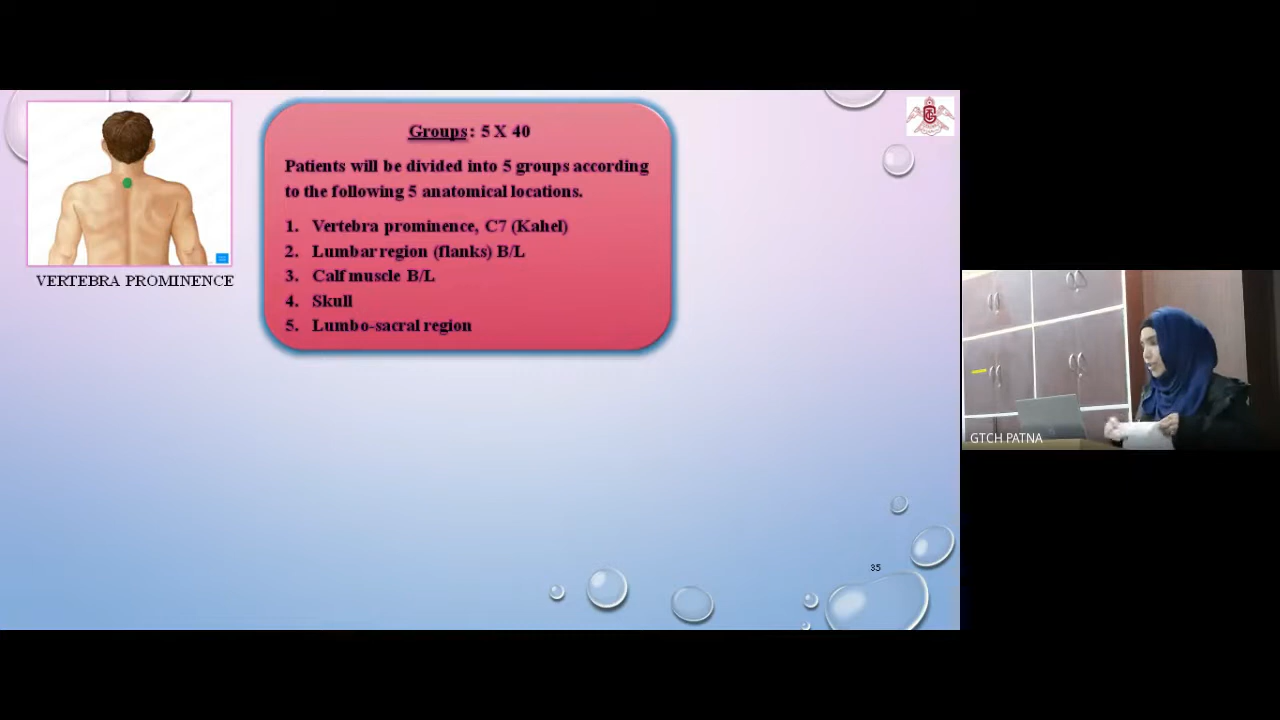 Groups: 5 X 40
Patients will be divided into 5 groups according
to the following 5 anatomical locations.
1. Vertebra prominence, C7 (Kahel)
2. Lumbar region (flanks) B/L
3. Calf muscle B/L
4. Skull
5. Lumbo-sacral region
VERTEBRA PROMINENCE
GTCH PATNA
35